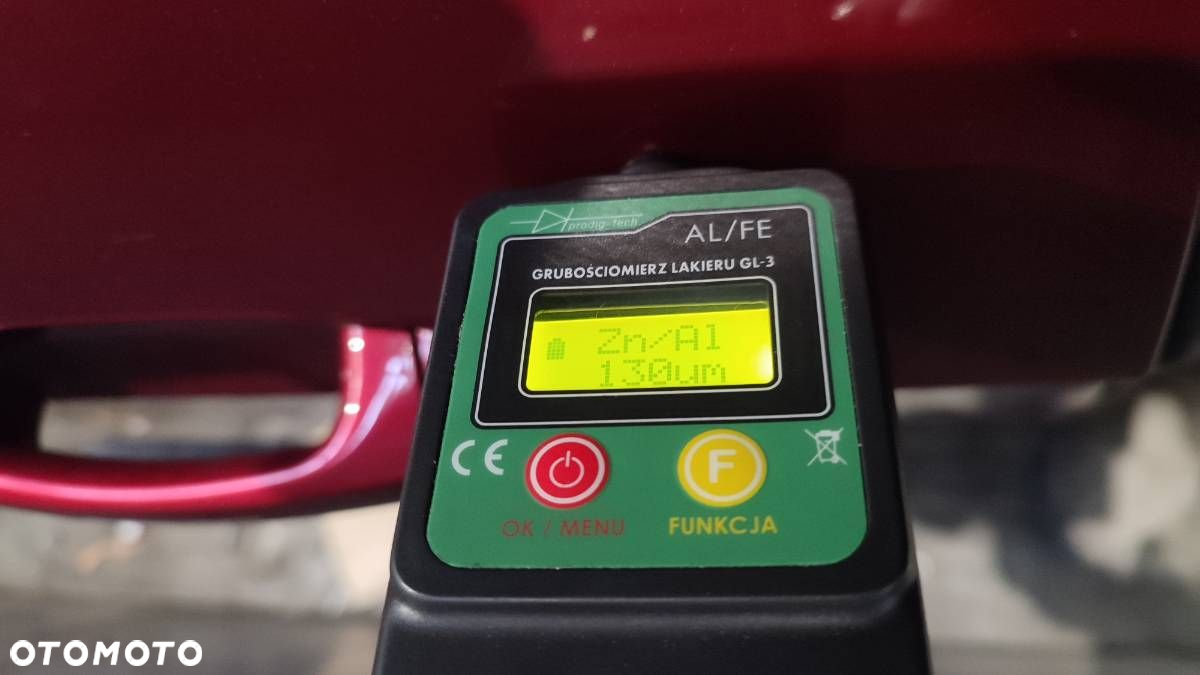 prodig-tech
AL/FE
GRUBOŚCIOMIERZ LAKIERU GL-3
Zn/Al
130um
CE
F
OK / MENU
FUNKCJA
OTOMOTO